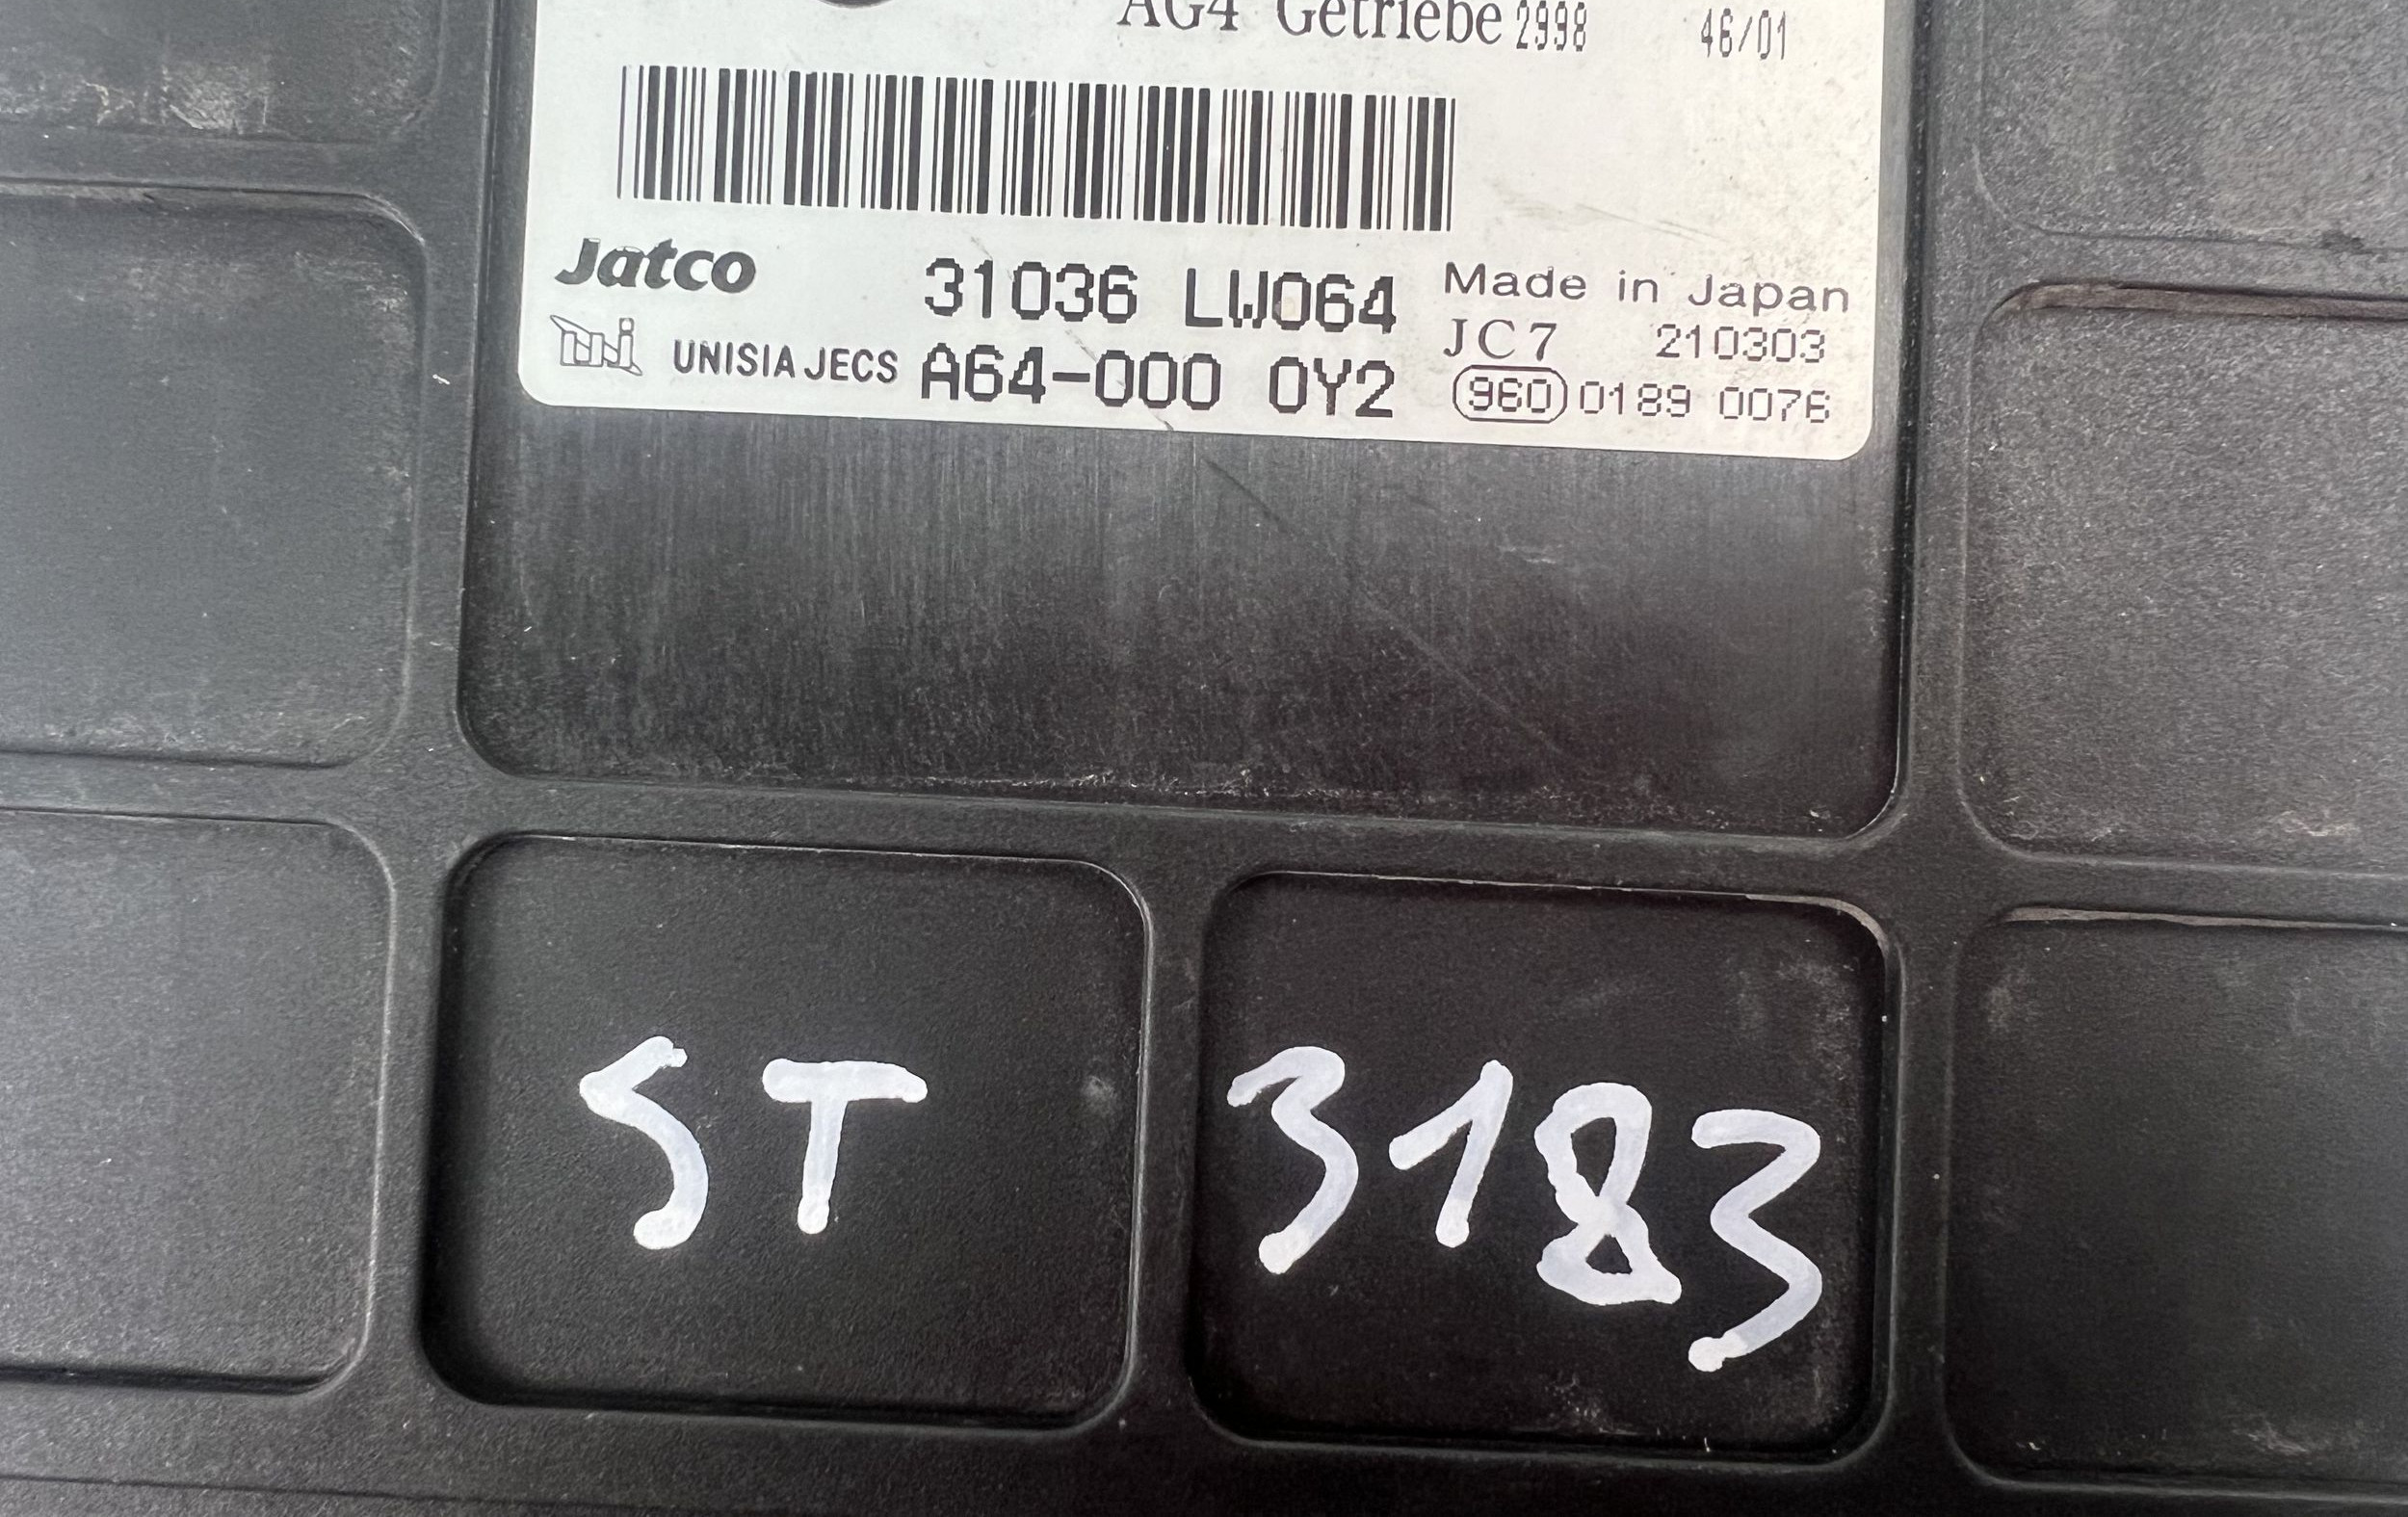 AG4 Getriebe 2998 46/01
Jatco 31036 LW064 Made in Japan
JC7 210303
UNISIA JECS A64-000 0Y2 960 0189 0076
ST 3183